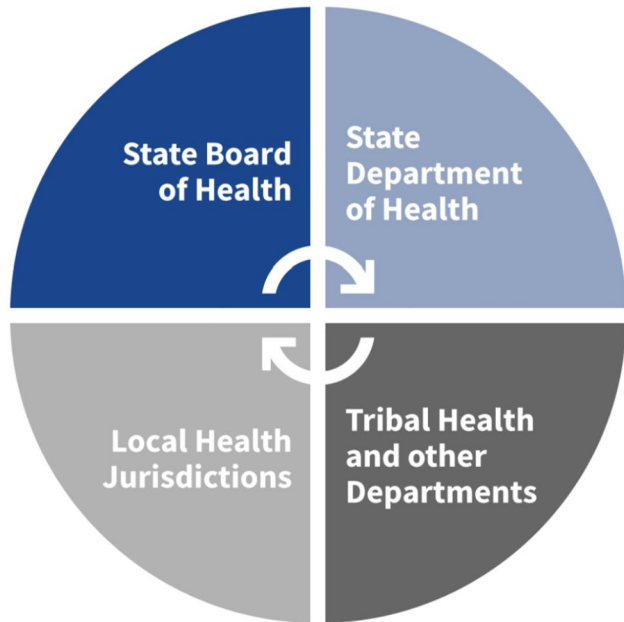 State Board
of Health
State
Department
of Health
Local Health
Jurisdictions
Tribal Health
and other
Departments